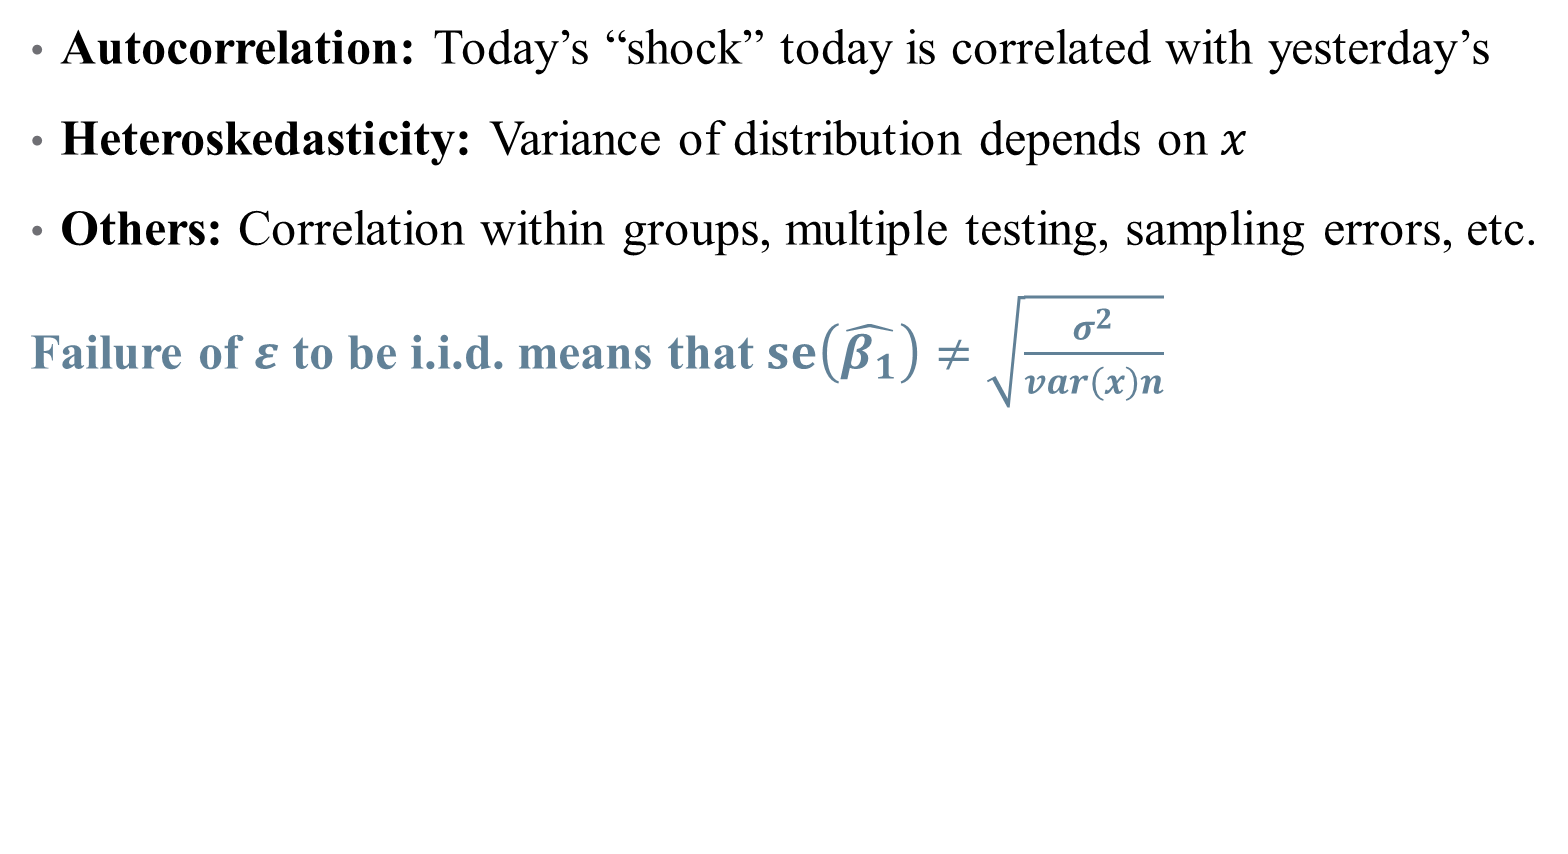 • Autocorrelation: Today’s “shock” today is correlated with yesterday’s
• Heteroskedasticity: Variance of distribution depends on x
• Others: Correlation within groups, multiple testing, sampling errors, etc.
Failure of ε to be i.i.d. means that se(β̂₁) ≠ √(σ²/(var(x)n))